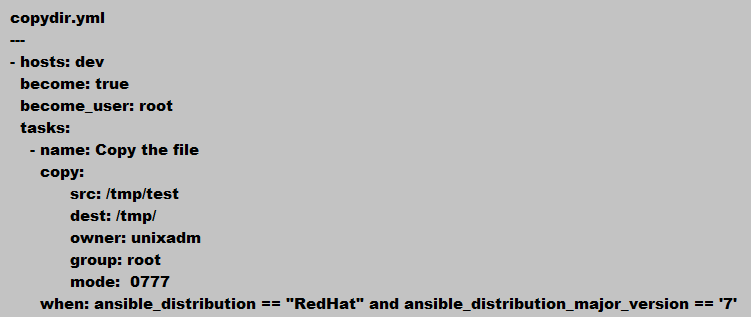 copydir.yml
---
- hosts: dev
  become: true
  become_user: root
  tasks:
    - name: Copy the file
      copy:
           src: /tmp/test
           dest: /tmp/
           owner: unixadm
           group: root
           mode:  0777
      when: ansible_distribution == "RedHat" and ansible_distribution_major_version == '7'